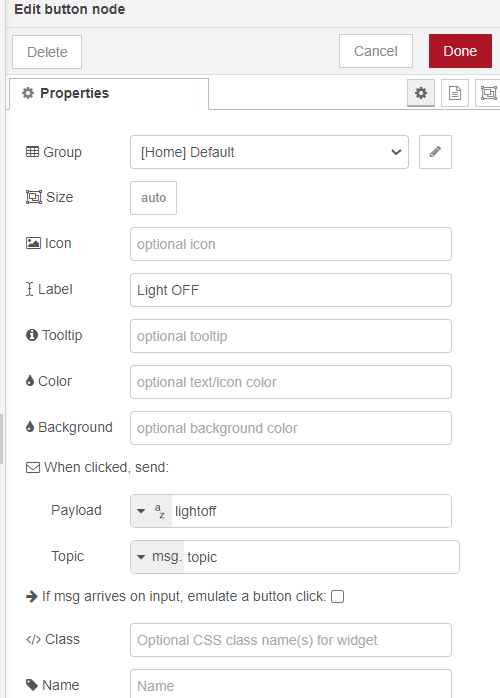 Edit button node
Delete
Cancel
Done
Properties
Group
[Home] Default
Size
auto
Icon
optional icon
Label
Light OFF
Tooltip
optional tooltip
Color
optional text/icon color
Background
optional background color
When clicked, send:
Payload
a
z
lightoff
Topic
msg. topic
If msg arrives on input, emulate a button click:
</> Class
Optional CSS class name(s) for widget
Name
Name